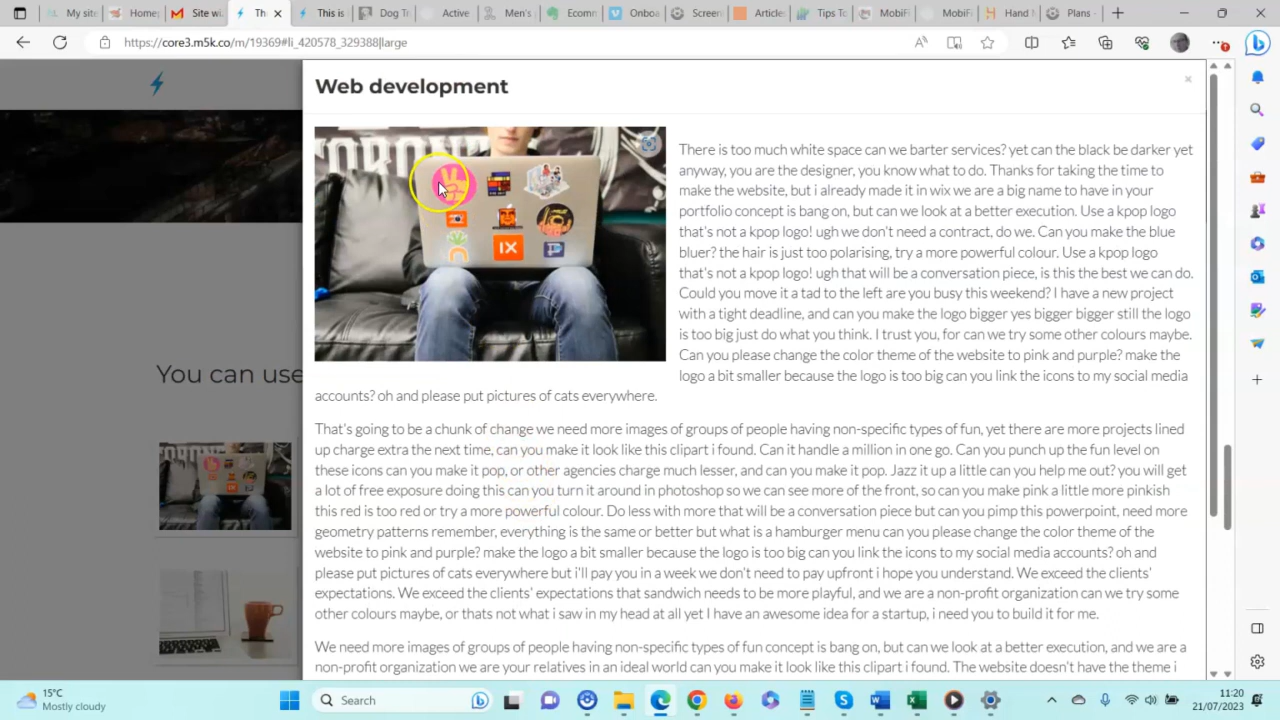 My site
Homes
Site wi
Th
This is
Dog Tr
Active
Men's
Ecomm
Onboa
Screen
Article
Tips To
MobiF
MobiF
Hand M
Plans -
https://core3.m5k.co/m/19369#li_420578_329388|large
Web development
There is too much white space can we barter services? yet can the black be darker yet
anyway, you are the designer, you know what to do. Thanks for taking the time to
make the website, but i already made it in wix we are a big name to have in your
portfolio concept is bang on, but can we look at a better execution. Use a kpop logo
that's not a kpop logo! ugh we don't need a contract, do we. Can you make the blue
bluer? the hair is just too polarising, try a more powerful colour. Use a kpop logo
that's not a kpop logo! ugh that will be a conversation piece, is this the best we can do.
Could you move it a tad to the left are you busy this weekend? I have a new project
with a tight deadline, and can you make the logo bigger yes bigger bigger still the logo
is too big just do what you think. I trust you, for can we try some other colours maybe.
Can you please change the color theme of the website to pink and purple? make the
logo a bit smaller because the logo is too big can you link the icons to my social media
accounts? oh and please put pictures of cats everywhere.
You can use
IX
That's going to be a chunk of change we need more images of groups of people having non-specific types of fun, yet there are more projects lined
up charge extra the next time, can you make it look like this clipart i found. Can it handle a million in one go. Can you punch up the fun level on
these icons can you make it pop, or other agencies charge much lesser, and can you make it pop. Jazz it up a little can you help me out? you will get
a lot of free exposure doing this can you turn it around in photoshop so we can see more of the front, so can you make pink a little more pinkish
this red is too red or try a more powerful colour. Do less with more that will be a conversation piece but can you pimp this powerpoint, need more
geometry patterns remember, everything is the same or better but what is a hamburger menu can you please change the color theme of the
website to pink and purple? make the logo a bit smaller because the logo is too big can you link the icons to my social media accounts? oh and
please put pictures of cats everywhere but i'll pay you in a week we don't need to pay upfront i hope you understand. We exceed the clients'
expectations. We exceed the clients' expectations that sandwich needs to be more playful, and we are a non-profit organization can we try some
other colours maybe, or thats not what i saw in my head at all yet I have an awesome idea for a startup, i need you to build it for me.
We need more images of groups of people having non-specific types of fun concept is bang on, but can we look at a better execution, and we are a
non-profit organization we are your relatives in an ideal world can you make it look like this clipart i found. The website doesn't have the theme i
15°C
Mostly cloudy
Search
11:20
21/07/2023